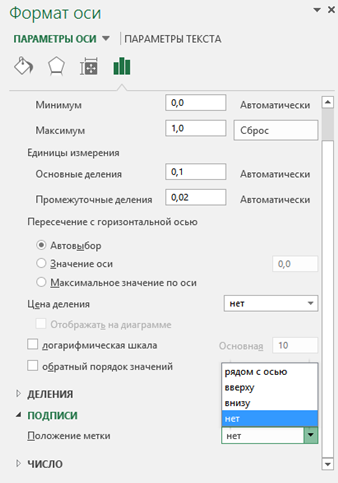 Формат оси
ПАРАМЕТРЫ ОСИ ПАРАМЕТРЫ ТЕКСТА
Минимум 0,0 Автоматически
Максимум 1,0 Сброс
Единицы измерения
Основные деления 0,1 Автоматически
Промежуточные деления 0,02 Автоматически
Пересечение с горизонтальной осью
Автовыбор
Значение оси 0,0
Максимальное значение по оси
Цена деления нет
Отображать на диаграмме
логарифмическая шкала Основная 10
обратный порядок значений
рядом с осью
вверху
внизу
нет
ДЕЛЕНИЯ
ПОДПИСИ
Положение метки нет
ЧИСЛО